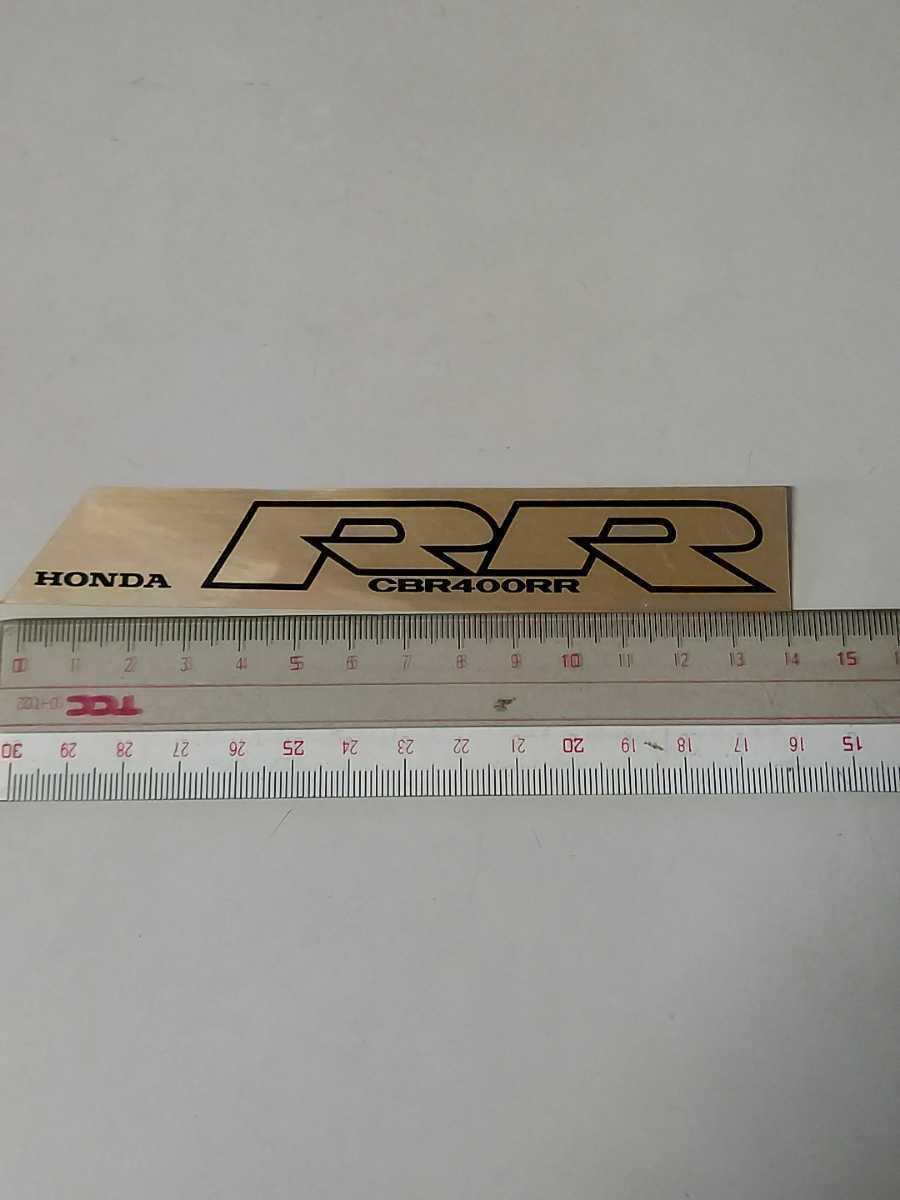 RR
HONDA CBR400RR
0 1 2 3 4 5 6 7 8 9 10 11 12 13 14 15
TCC
30 29 28 27 26 25 24 23 22 21 20 19 18 17 16 15